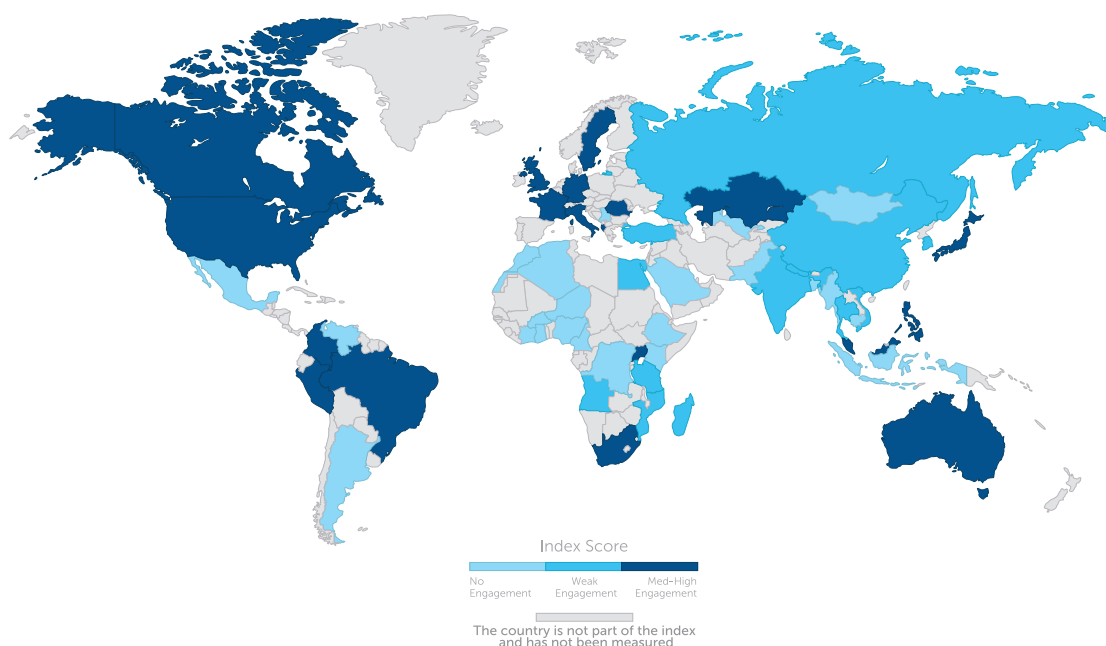 Index Score
No
Engagement
Weak
Engagement
Med–High
Engagement
The country is not part of the index
and has not been measured